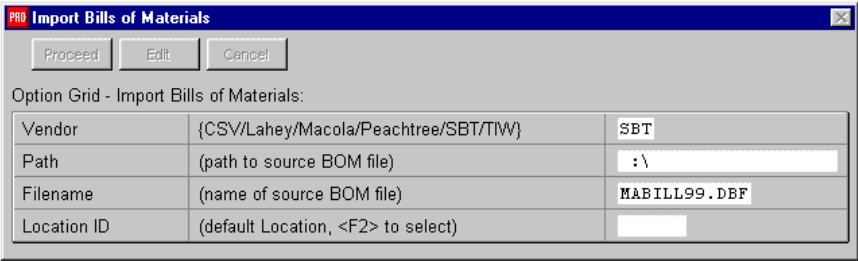 PRO Import Bills of Materials
Proceed Edit Cancel
Option Grid - Import Bills of Materials:
Vendor {CSV/Lahey/Macola/Peachtree/SBT/TIW} SBT
Path (path to source BOM file) :\
Filename (name of source BOM file) MABILL99.DBF
Location ID (default Location, <F2> to select)